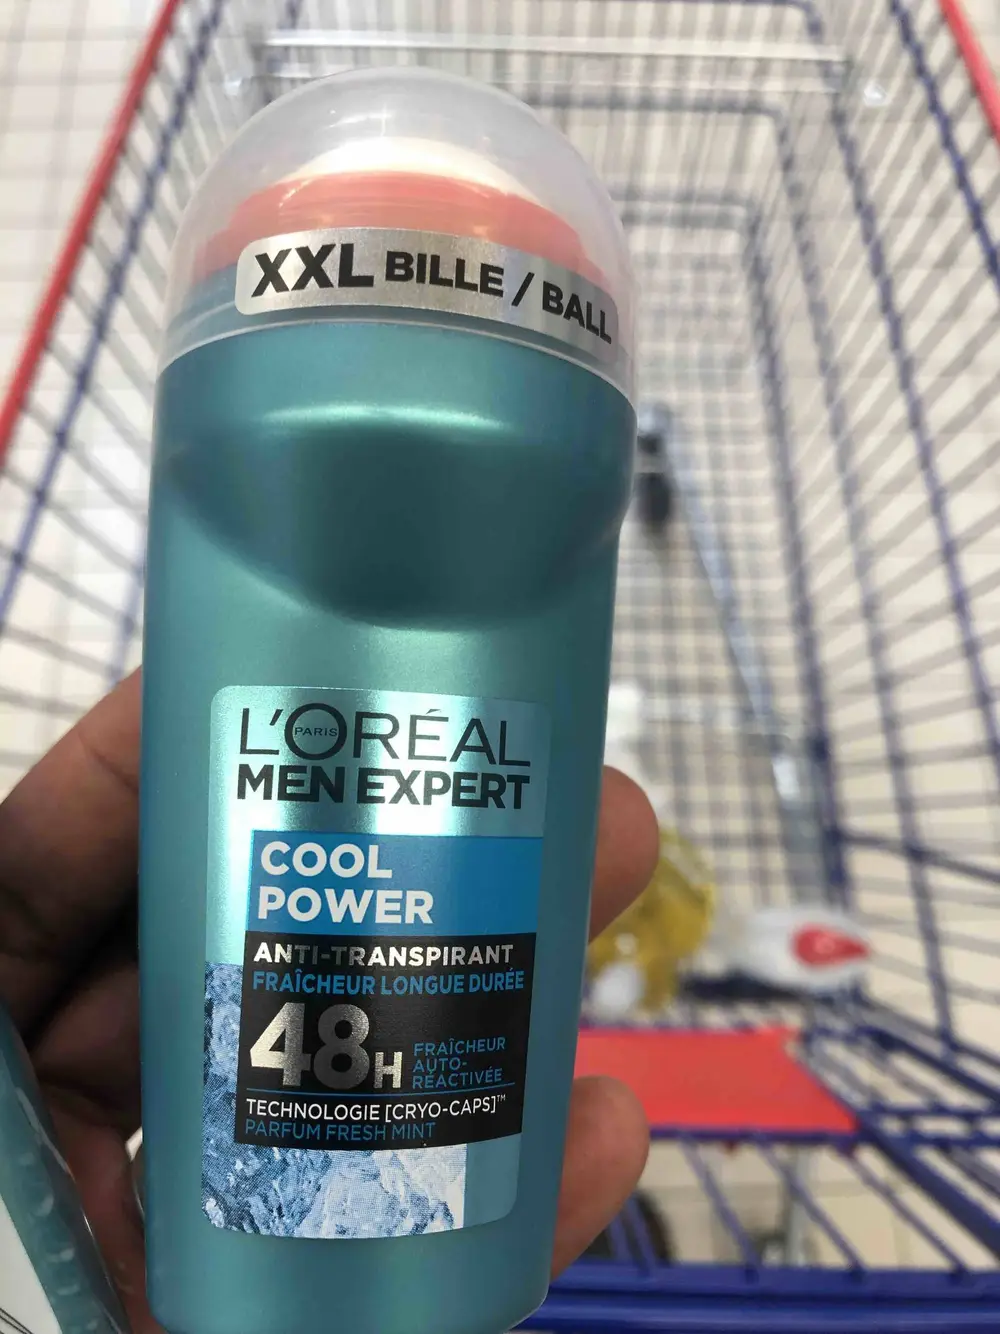 XXL BILLE / BALL
L'ORÉAL
PARIS
MEN EXPERT
COOL
POWER
ANTI-TRANSPIRANT
FRAÎCHEUR LONGUE DURÉE
48H
FRAÎCHEUR
AUTO-
RÉACTIVÉE
TECHNOLOGIE [CRYO-CAPS]™
PARFUM FRESH MINT